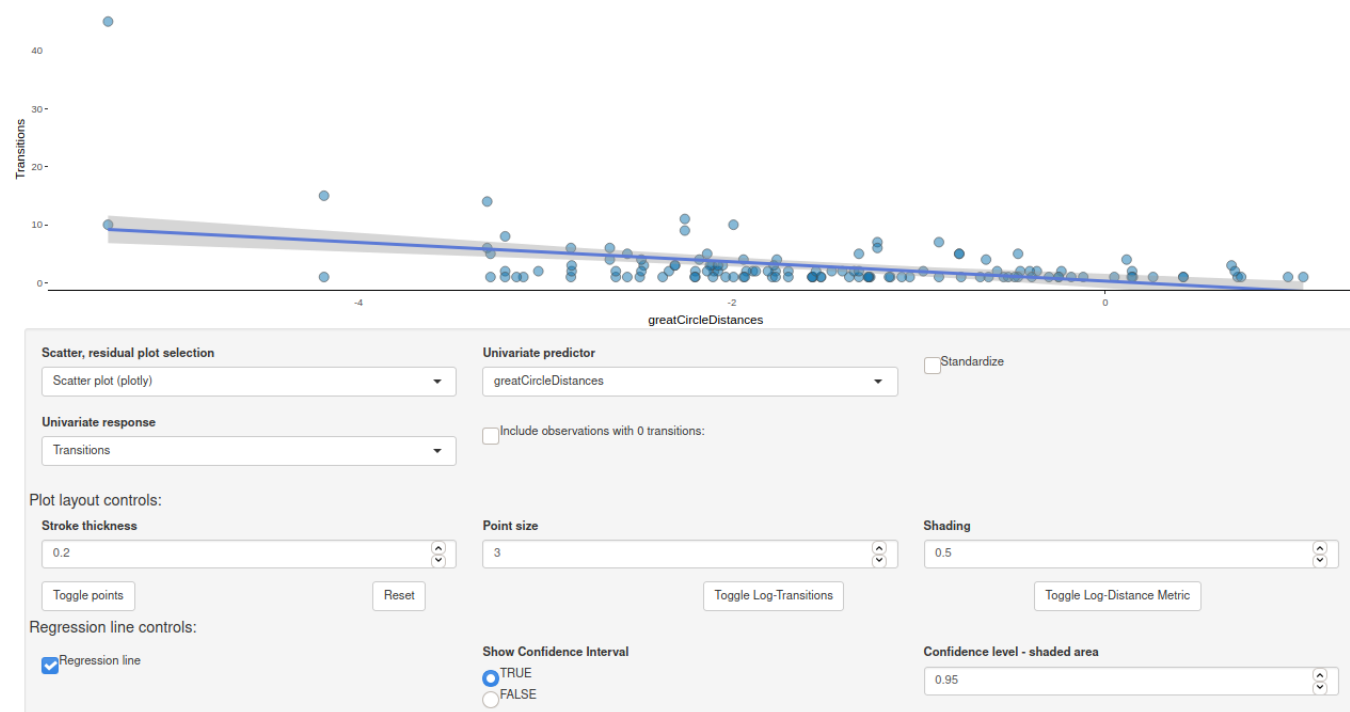 40
30
20
10
0
Transitions
-4 -2 0
greatCircleDistances
Scatter, residual plot selection Univariate predictor
Standardize
Scatter plot (plotly) greatCircleDistances
Univariate response
Include observations with 0 transitions:
Transitions
Plot layout controls:
Stroke thickness Point size Shading
0.2 3 0.5
Toggle points Reset Toggle Log-Transitions Toggle Log-Distance Metric
Regression line controls:
Regression line Show Confidence Interval Confidence level - shaded area
TRUE 0.95
FALSE